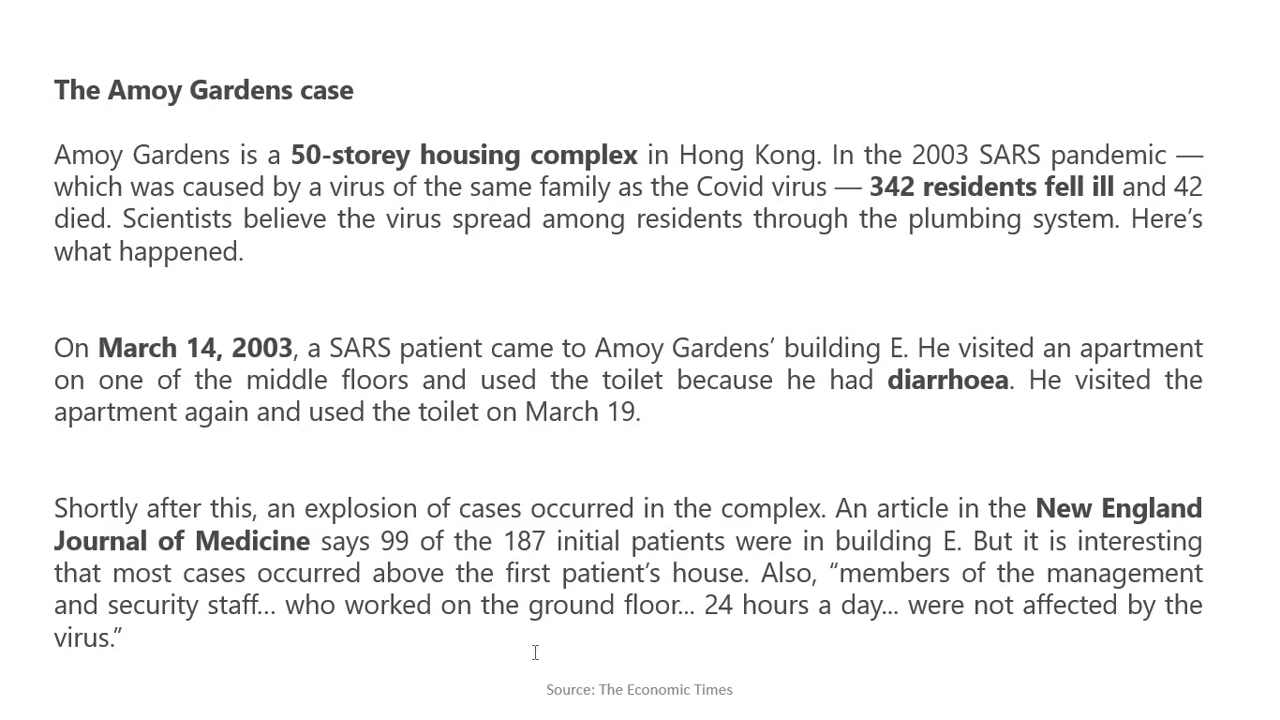 The Amoy Gardens case
Amoy Gardens is a 50-storey housing complex in Hong Kong. In the 2003 SARS pandemic —
which was caused by a virus of the same family as the Covid virus — 342 residents fell ill and 42
died. Scientists believe the virus spread among residents through the plumbing system. Here’s
what happened.
On March 14, 2003, a SARS patient came to Amoy Gardens’ building E. He visited an apartment
on one of the middle floors and used the toilet because he had diarrhoea. He visited the
apartment again and used the toilet on March 19.
Shortly after this, an explosion of cases occurred in the complex. An article in the New England
Journal of Medicine says 99 of the 187 initial patients were in building E. But it is interesting
that most cases occurred above the first patient’s house. Also, “members of the management
and security staff... who worked on the ground floor... 24 hours a day... were not affected by the
virus.”
Source: The Economic Times